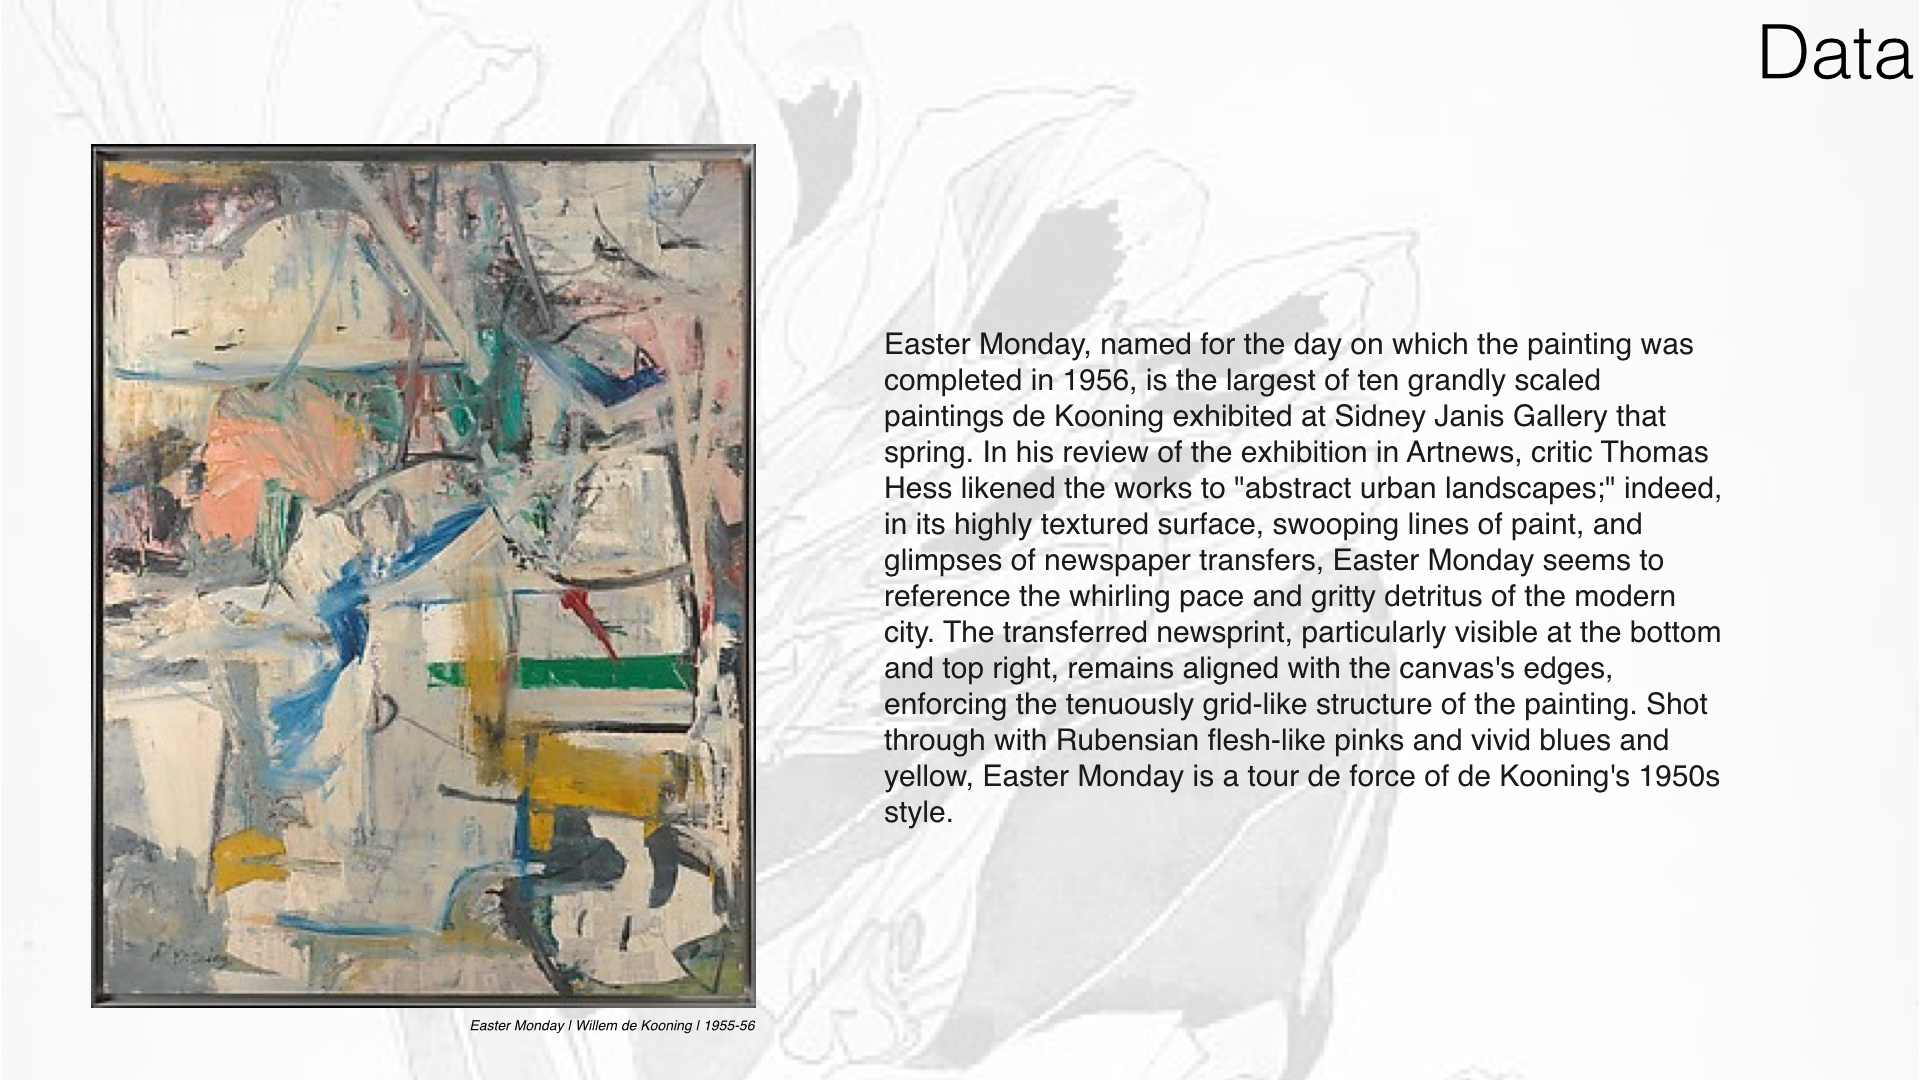 Data
Easter Monday, named for the day on which the painting was
completed in 1956, is the largest of ten grandly scaled
paintings de Kooning exhibited at Sidney Janis Gallery that
spring. In his review of the exhibition in Artnews, critic Thomas
Hess likened the works to "abstract urban landscapes;" indeed,
in its highly textured surface, swooping lines of paint, and
glimpses of newspaper transfers, Easter Monday seems to
reference the whirling pace and gritty detritus of the modern
city. The transferred newsprint, particularly visible at the bottom
and top right, remains aligned with the canvas's edges,
enforcing the tenuously grid-like structure of the painting. Shot
through with Rubensian flesh-like pinks and vivid blues and
yellow, Easter Monday is a tour de force of de Kooning's 1950s
style.
Easter Monday | Willem de Kooning | 1955-56